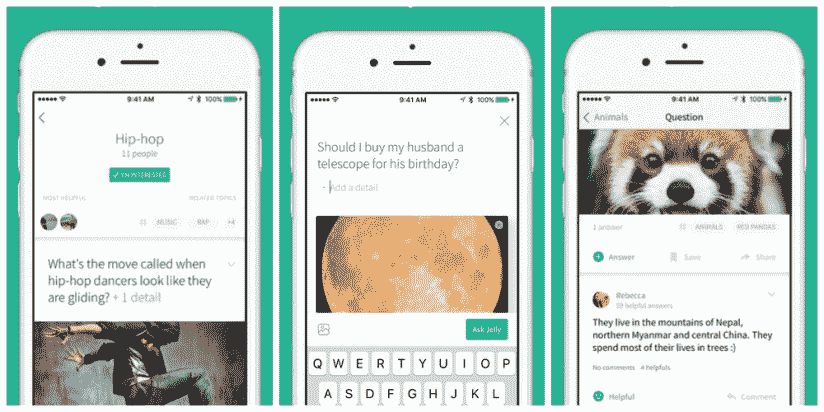 9:41 AM
100%
Hip-hop
11 people
MOST HELPFUL
RELATED TOPICS
MUSIC
RAP
+4
What's the move called when
hip-hop dancers look like they
are gliding? + 1 detail
9:41 AM
100%
Should I buy my husband a
telescope for his birthday?
Add a detail
Ask Jelly
Q W E R T Y U I O P
A S D F G H J K L
9:41 AM
100%
Animals
Question
1 answer
ANIMALS
RED PANDAS
Answer
Save
Share
Rebecca
helpful answers
They live in the mountains of Nepal,
northern Myanmar and central China. They
spend most of their lives in trees :)
No comments
4 helpfuls
Helpful
Comment